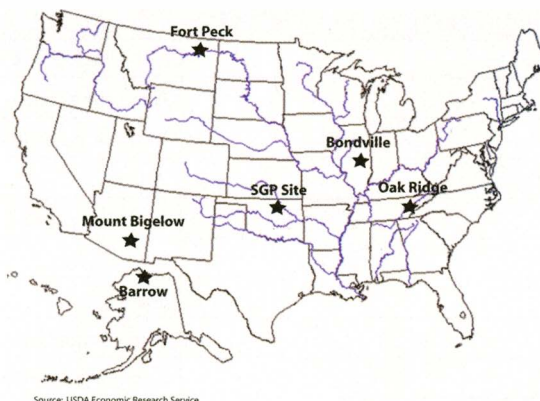 Fort Peck
Bondville
SGP Site
Oak Ridge
Mount Bigelow
Barrow
Source: USDA Economic Research Service